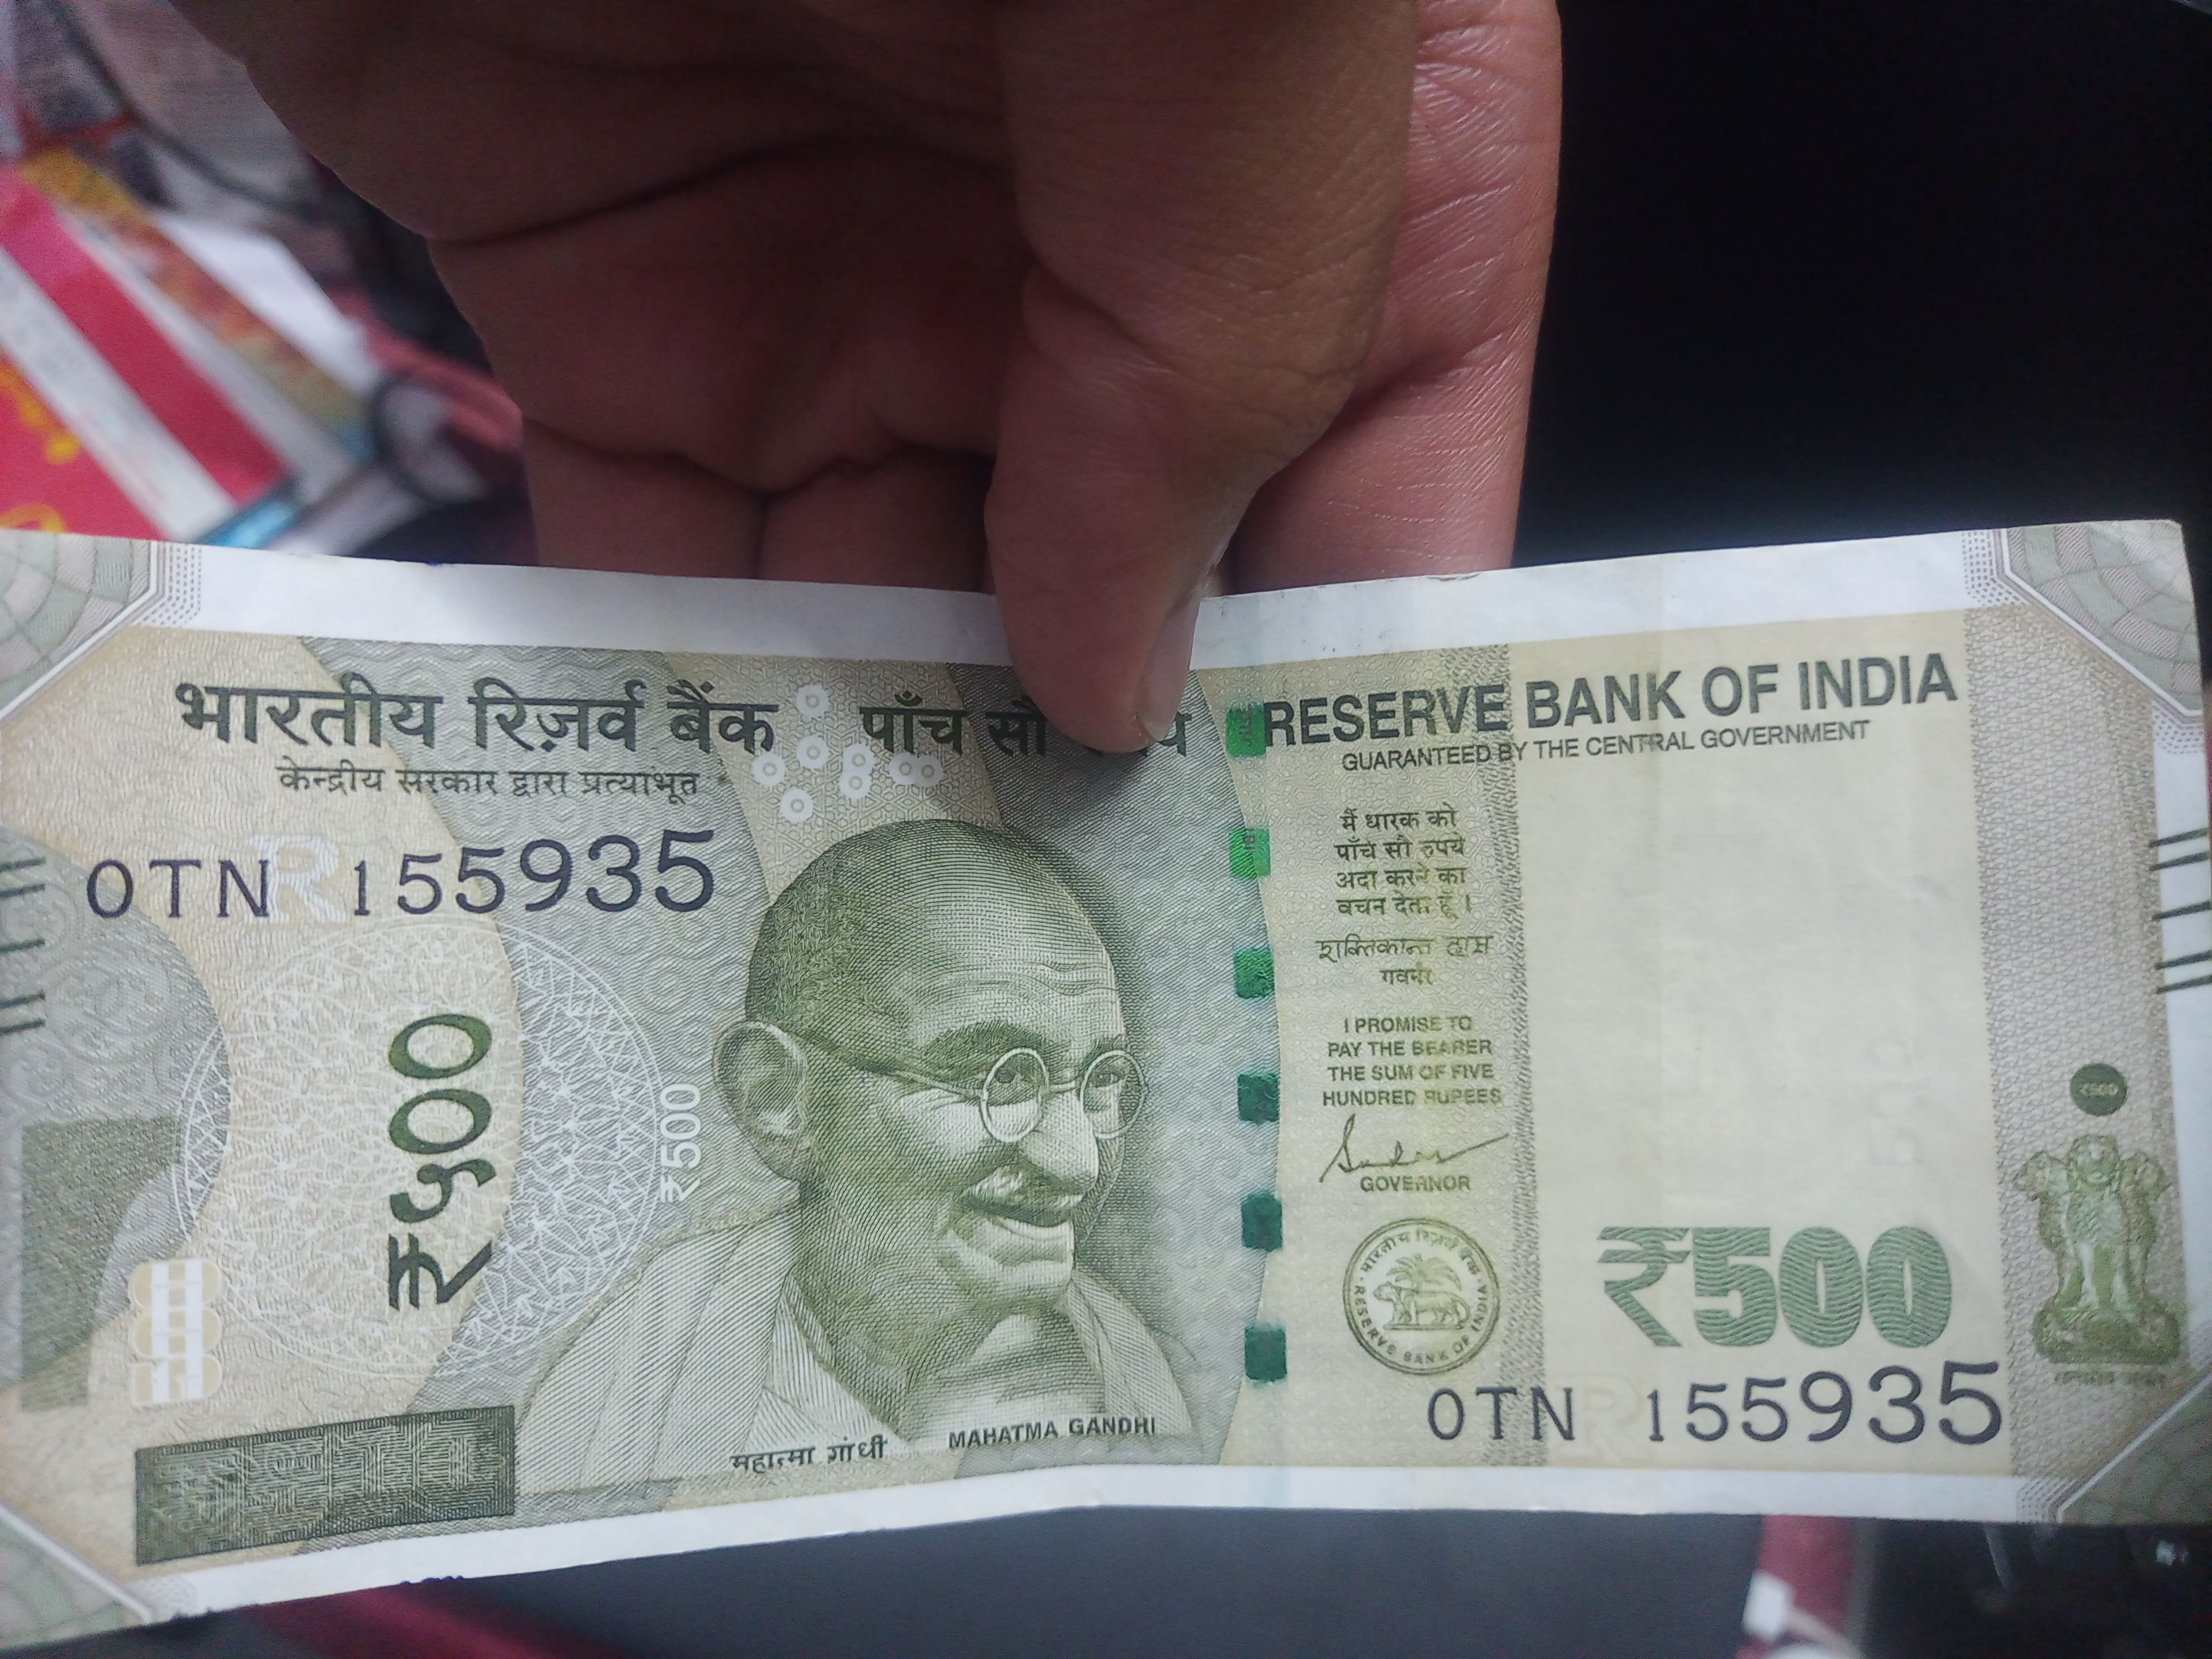 भारतीय रिज़र्व बैंक
केन्द्रीय सरकार द्वारा प्रत्याभूत
पाँच सौ
RESERVE BANK OF INDIA
GUARANTEED BY THE CENTRAL GOVERNMENT
0TN 155935
R
₹५००
₹500
मैं धारक को
पाँच सौ रुपये
अदा करने का
वचन देता हूँ ।
शक्तिकान्त दास
गवर्नर
I PROMISE TO
PAY THE BEARER
THE SUM OF FIVE
HUNDRED RUPEES
GOVERNOR
भारतीय रिज़र्व बैंक
RESERVE BANK OF INDIA
₹500
₹500
0TN 155935
महात्मा गांधी
MAHATMA GANDHI